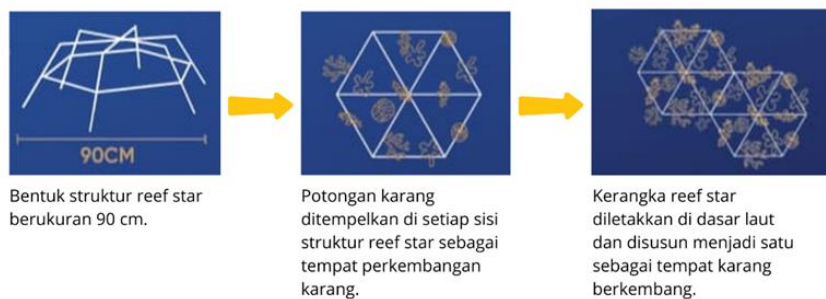 90CM
Bentuk struktur reef star
berukuran 90 cm.
Potongan karang
ditempelkan di setiap sisi
struktur reef star sebagai
tempat perkembangan
karang.
Kerangka reef star
diletakkan di dasar laut
dan disusun menjadi satu
sebagai tempat karang
berkembang.